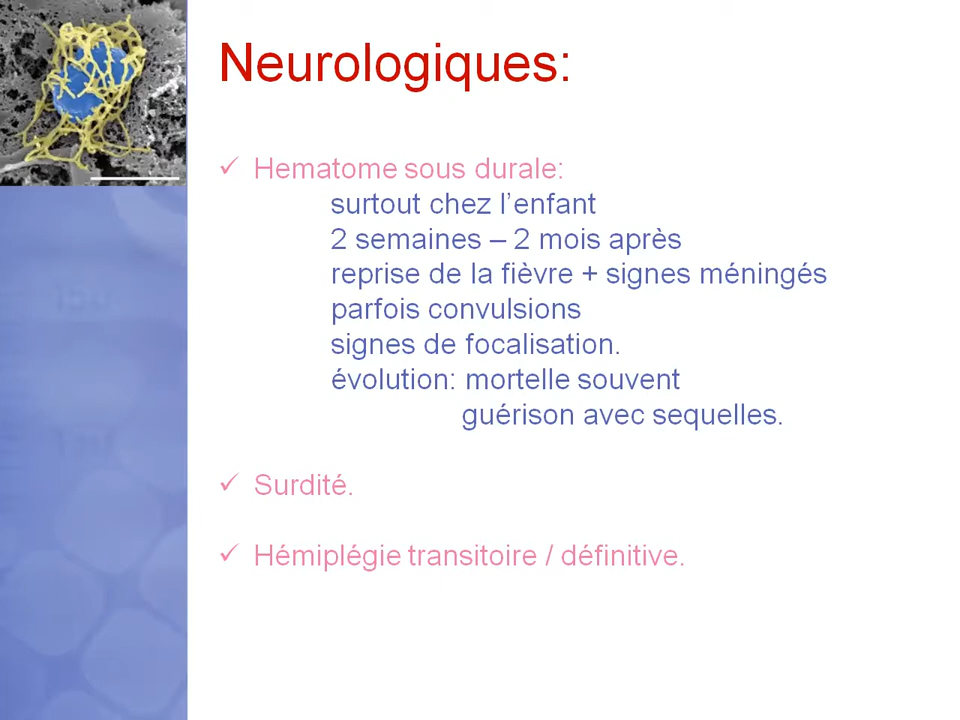 Neurologiques:
✓ Hematome sous durale:
surtout chez l’enfant
2 semaines – 2 mois après
reprise de la fièvre + signes méningés
parfois convulsions
signes de focalisation.
évolution: mortelle souvent
guérison avec sequelles.
✓ Surdité.
✓ Hémiplégie transitoire / définitive.